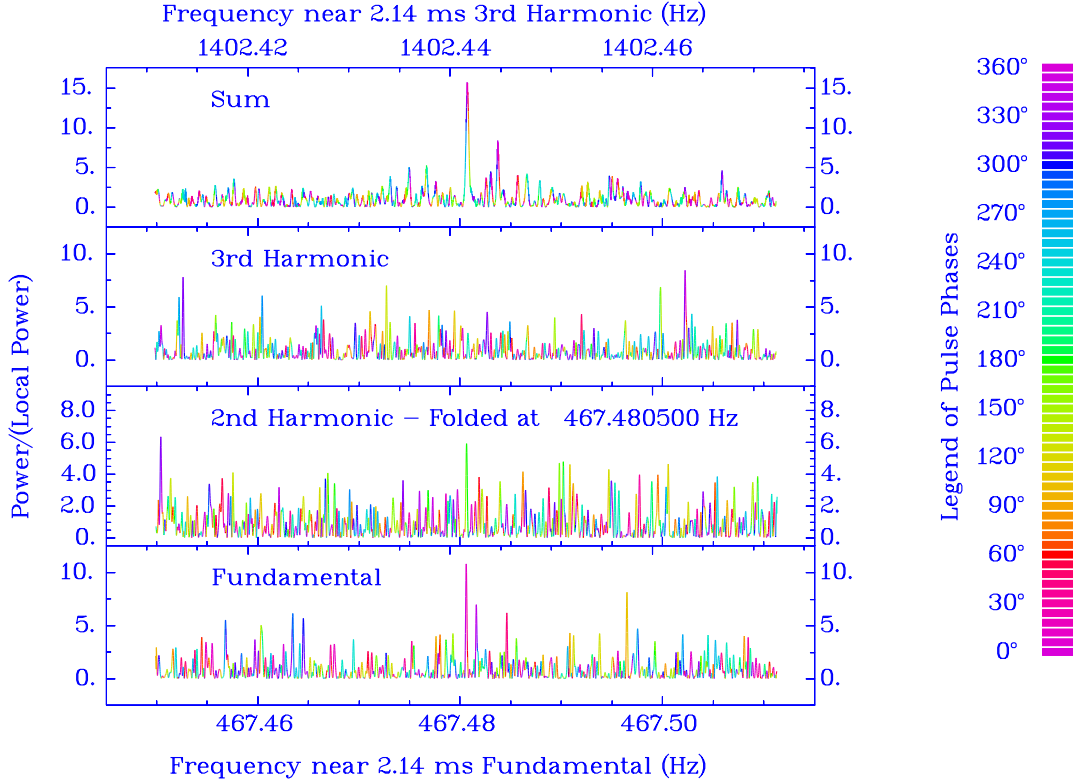 Frequency near 2.14 ms 3rd Harmonic (Hz)
1402.42 1402.44 1402.46
Sum
15. 15.
10. 10.
5. 5.
0. 0.
3rd Harmonic
10. 10.
5. 5.
0. 0.
2nd Harmonic – Folded at 467.480500 Hz
8.0 8.
6.0 6.
4.0 4.
2.0 2.
0. 0.
Fundamental
10. 10.
5. 5.
0. 0.
467.46 467.48 467.50
Frequency near 2.14 ms Fundamental (Hz)
Power/(Local Power)
Legend of Pulse Phases
360°
330°
300°
270°
240°
210°
180°
150°
120°
90°
60°
30°
0°